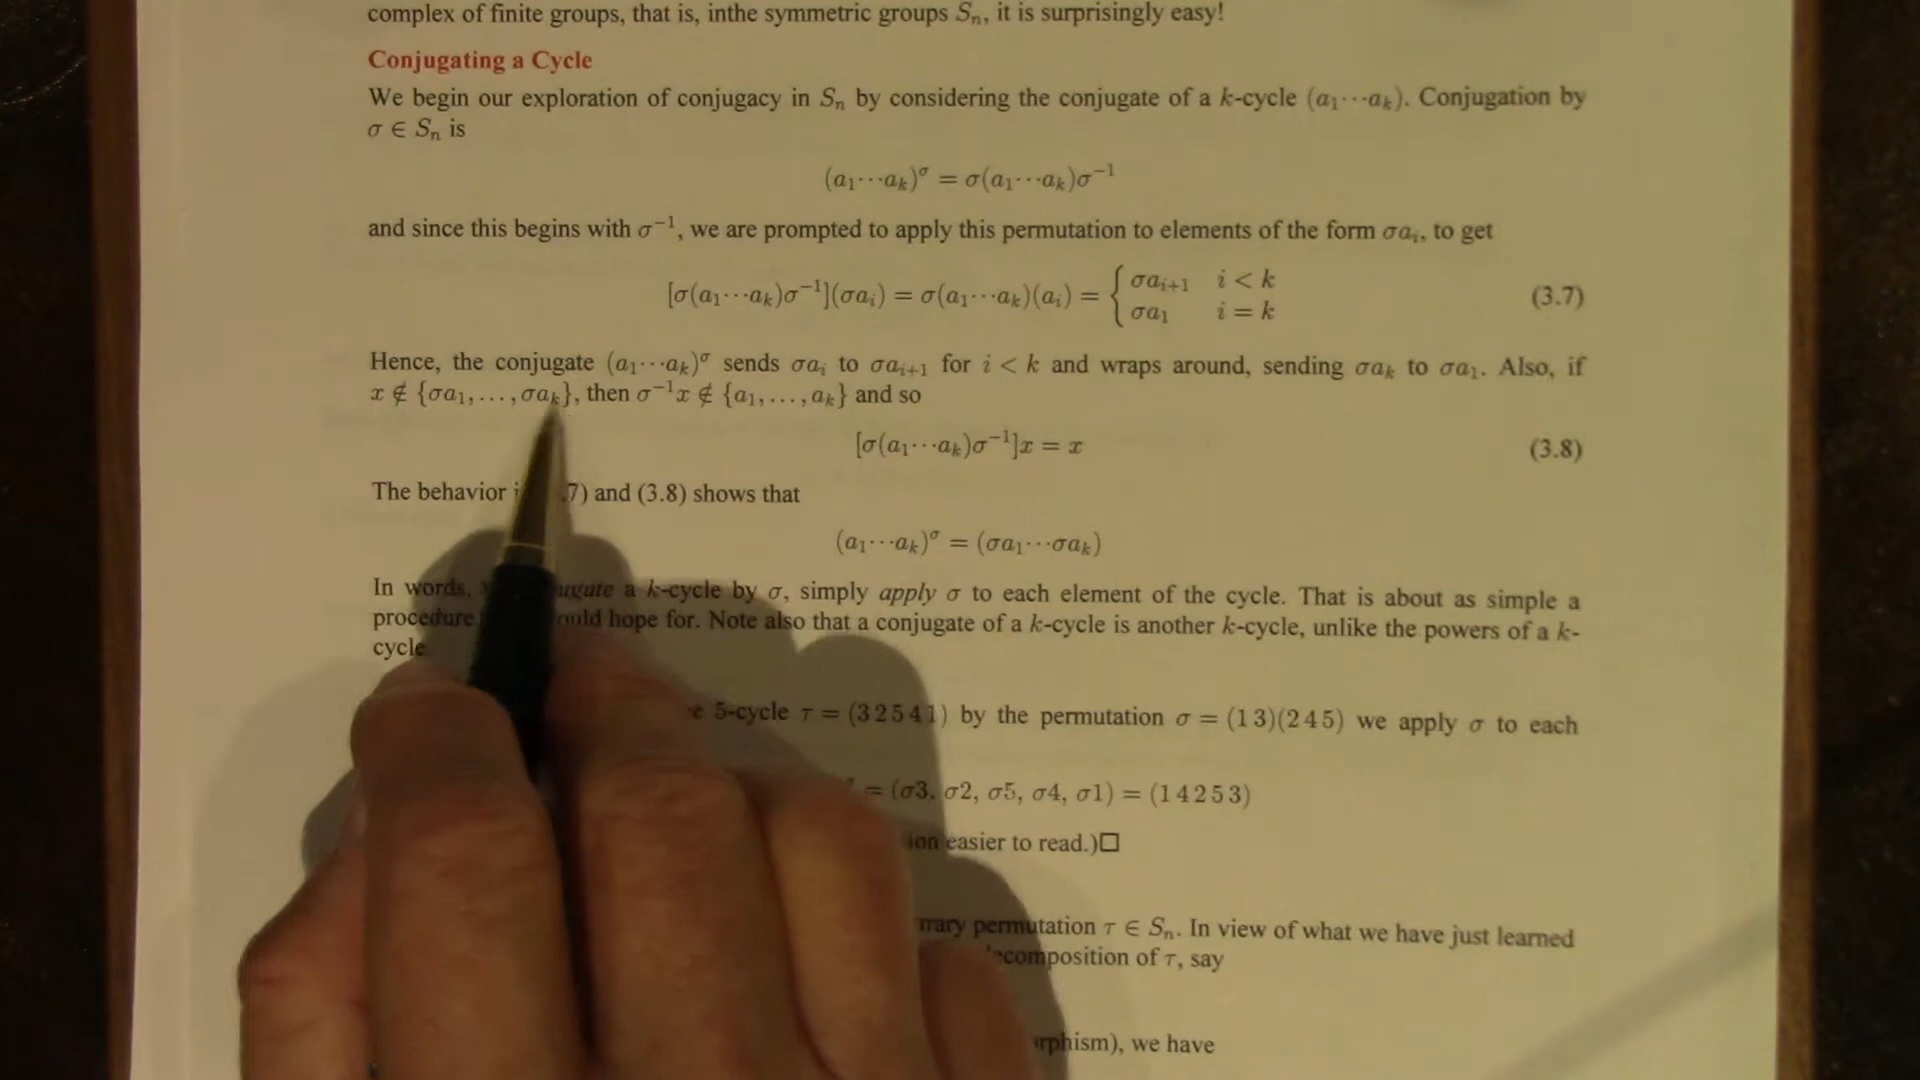 complex of finite groups, that is, inthe symmetric groups Sₙ, it is surprisingly easy!
Conjugating a Cycle
We begin our exploration of conjugacy in Sₙ by considering the conjugate of a k-cycle (a₁⋯aₖ). Conjugation by
σ ∈ Sₙ is
(a₁⋯aₖ)^σ = σ(a₁⋯aₖ)σ⁻¹
and since this begins with σ⁻¹, we are prompted to apply this permutation to elements of the form σaᵢ, to get
[σ(a₁⋯aₖ)σ⁻¹](σaᵢ) = σ(a₁⋯aₖ)(aᵢ) = { σaᵢ₊₁ i < k
σa₁ i = k (3.7)
Hence, the conjugate (a₁⋯aₖ)^σ sends σaᵢ to σaᵢ₊₁ for i < k and wraps around, sending σaₖ to σa₁. Also, if
x ∉ {σa₁,…,σaₖ}, then σ⁻¹x ∉ {a₁,…,aₖ} and so
[σ(a₁⋯aₖ)σ⁻¹]x = x (3.8)
The behavior 7) and (3.8) shows that
(a₁⋯aₖ)^σ = (σa₁⋯σaₖ)
In words, a k-cycle by σ, simply apply σ to each element of the cycle. That is about as simple a
procedure hope for. Note also that a conjugate of a k-cycle is another k-cycle, unlike the powers of a k-
cycle
5-cycle τ = (3 2 5 4 1) by the permutation σ = (1 3)(2 4 5) we apply σ to each
= (σ3, σ2, σ5, σ4, σ1) = (1 4 2 5 3)
easier to read.)□
permutation τ ∈ Sₙ. In view of what we have just learned
of τ, say
we have